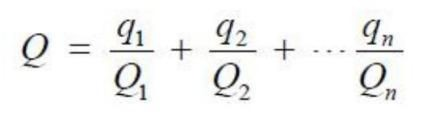 Q = q₁/Q₁ + q₂/Q₂ + ··· qₙ/Qₙ